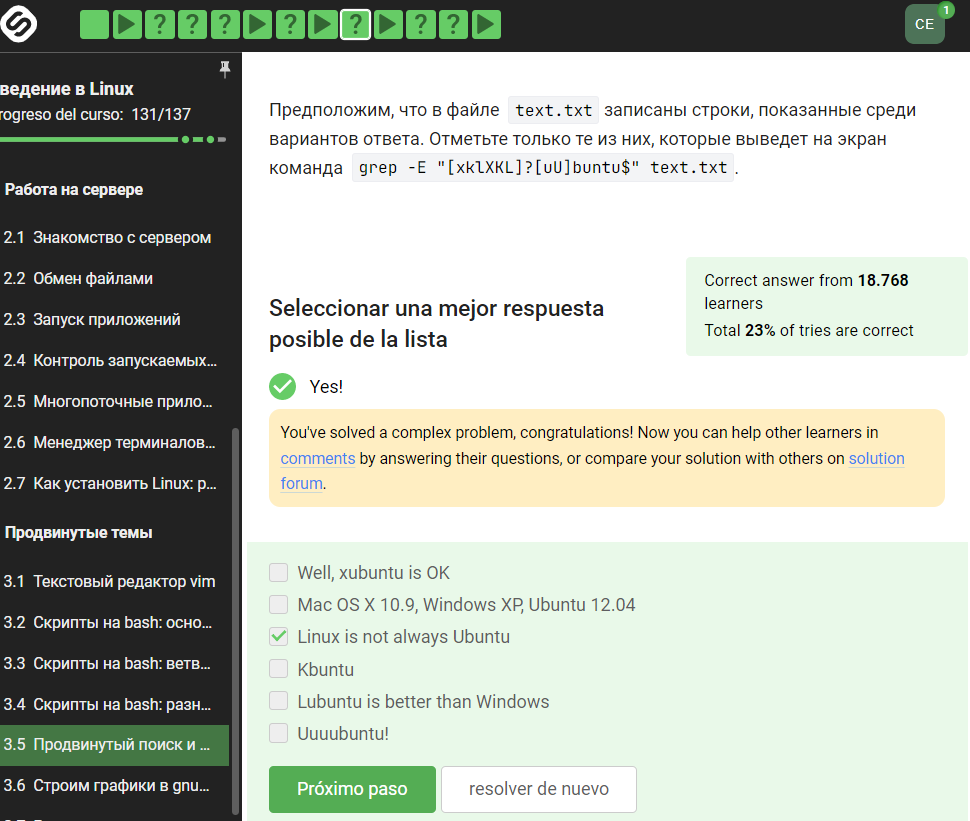 CE
1
ведение в Linux
rogreso del curso: 131/137
Работа на сервере
2.1 Знакомство с сервером
2.2 Обмен файлами
2.3 Запуск приложений
2.4 Контроль запускаемых...
2.5 Многопоточные прило...
2.6 Менеджер терминалов...
2.7 Как установить Linux: р...
Продвинутые темы
3.1 Текстовый редактор vim
3.2 Скрипты на bash: осно...
3.3 Скрипты на bash: ветв...
3.4 Скрипты на bash: разн...
3.5 Продвинутый поиск и ...
3.6 Строим графики в gnu...
Предположим, что в файле text.txt записаны строки, показанные среди
вариантов ответа. Отметьте только те из них, которые выведет на экран
команда grep -E "[xklXKL]?[uU]buntu$" text.txt.
Correct answer from 18.768
learners
Total 23% of tries are correct
Seleccionar una mejor respuesta
posible de la lista
Yes!
You've solved a complex problem, congratulations! Now you can help other learners in
comments by answering their questions, or compare your solution with others on solution
forum.
Well, xubuntu is OK
Mac OS X 10.9, Windows XP, Ubuntu 12.04
Linux is not always Ubuntu
Kbuntu
Lubuntu is better than Windows
Uuuubuntu!
Próximo paso
resolver de nuevo